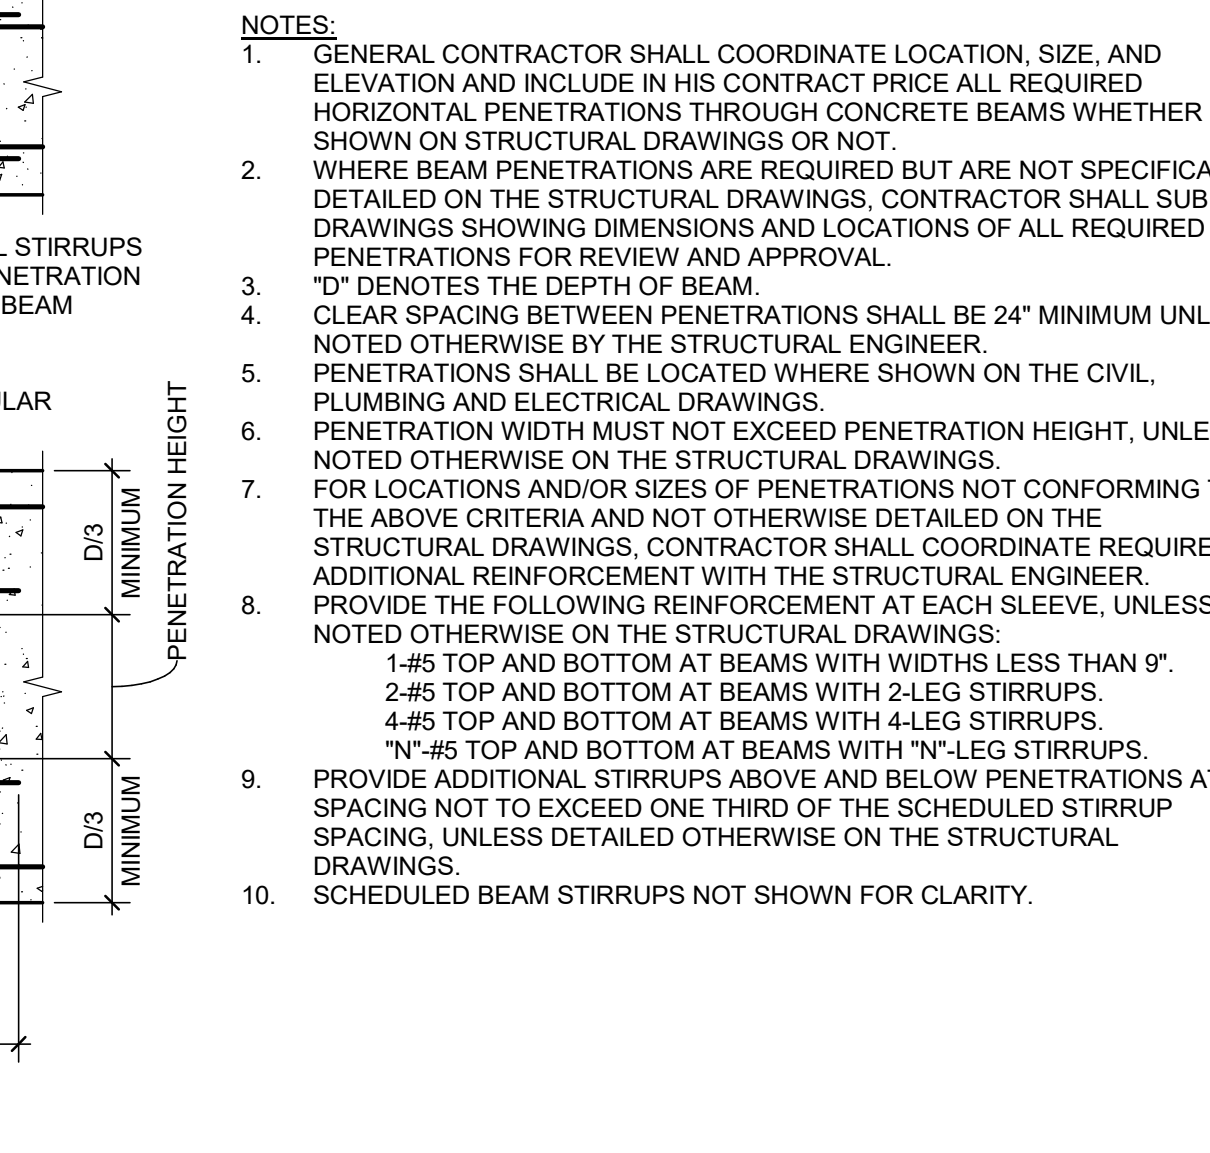 L STIRRUPS
NETRATION
BEAM
LAR
D/3
MINIMUM
PENETRATION HEIGHT
D/3
MINIMUM
NOTES:
1. GENERAL CONTRACTOR SHALL COORDINATE LOCATION, SIZE, AND
ELEVATION AND INCLUDE IN HIS CONTRACT PRICE ALL REQUIRED
HORIZONTAL PENETRATIONS THROUGH CONCRETE BEAMS WHETHER
SHOWN ON STRUCTURAL DRAWINGS OR NOT.
2. WHERE BEAM PENETRATIONS ARE REQUIRED BUT ARE NOT SPECIFICA
DETAILED ON THE STRUCTURAL DRAWINGS, CONTRACTOR SHALL SUB
DRAWINGS SHOWING DIMENSIONS AND LOCATIONS OF ALL REQUIRED
PENETRATIONS FOR REVIEW AND APPROVAL.
3. "D" DENOTES THE DEPTH OF BEAM.
4. CLEAR SPACING BETWEEN PENETRATIONS SHALL BE 24" MINIMUM UNL
NOTED OTHERWISE BY THE STRUCTURAL ENGINEER.
5. PENETRATIONS SHALL BE LOCATED WHERE SHOWN ON THE CIVIL,
PLUMBING AND ELECTRICAL DRAWINGS.
6. PENETRATION WIDTH MUST NOT EXCEED PENETRATION HEIGHT, UNLE
NOTED OTHERWISE ON THE STRUCTURAL DRAWINGS.
7. FOR LOCATIONS AND/OR SIZES OF PENETRATIONS NOT CONFORMING
THE ABOVE CRITERIA AND NOT OTHERWISE DETAILED ON THE
STRUCTURAL DRAWINGS, CONTRACTOR SHALL COORDINATE REQUIRE
ADDITIONAL REINFORCEMENT WITH THE STRUCTURAL ENGINEER.
8. PROVIDE THE FOLLOWING REINFORCEMENT AT EACH SLEEVE, UNLESS
NOTED OTHERWISE ON THE STRUCTURAL DRAWINGS:
1-#5 TOP AND BOTTOM AT BEAMS WITH WIDTHS LESS THAN 9".
2-#5 TOP AND BOTTOM AT BEAMS WITH 2-LEG STIRRUPS.
4-#5 TOP AND BOTTOM AT BEAMS WITH 4-LEG STIRRUPS.
"N"-#5 TOP AND BOTTOM AT BEAMS WITH "N"-LEG STIRRUPS.
9. PROVIDE ADDITIONAL STIRRUPS ABOVE AND BELOW PENETRATIONS A
SPACING NOT TO EXCEED ONE THIRD OF THE SCHEDULED STIRRUP
SPACING, UNLESS DETAILED OTHERWISE ON THE STRUCTURAL
DRAWINGS.
10. SCHEDULED BEAM STIRRUPS NOT SHOWN FOR CLARITY.